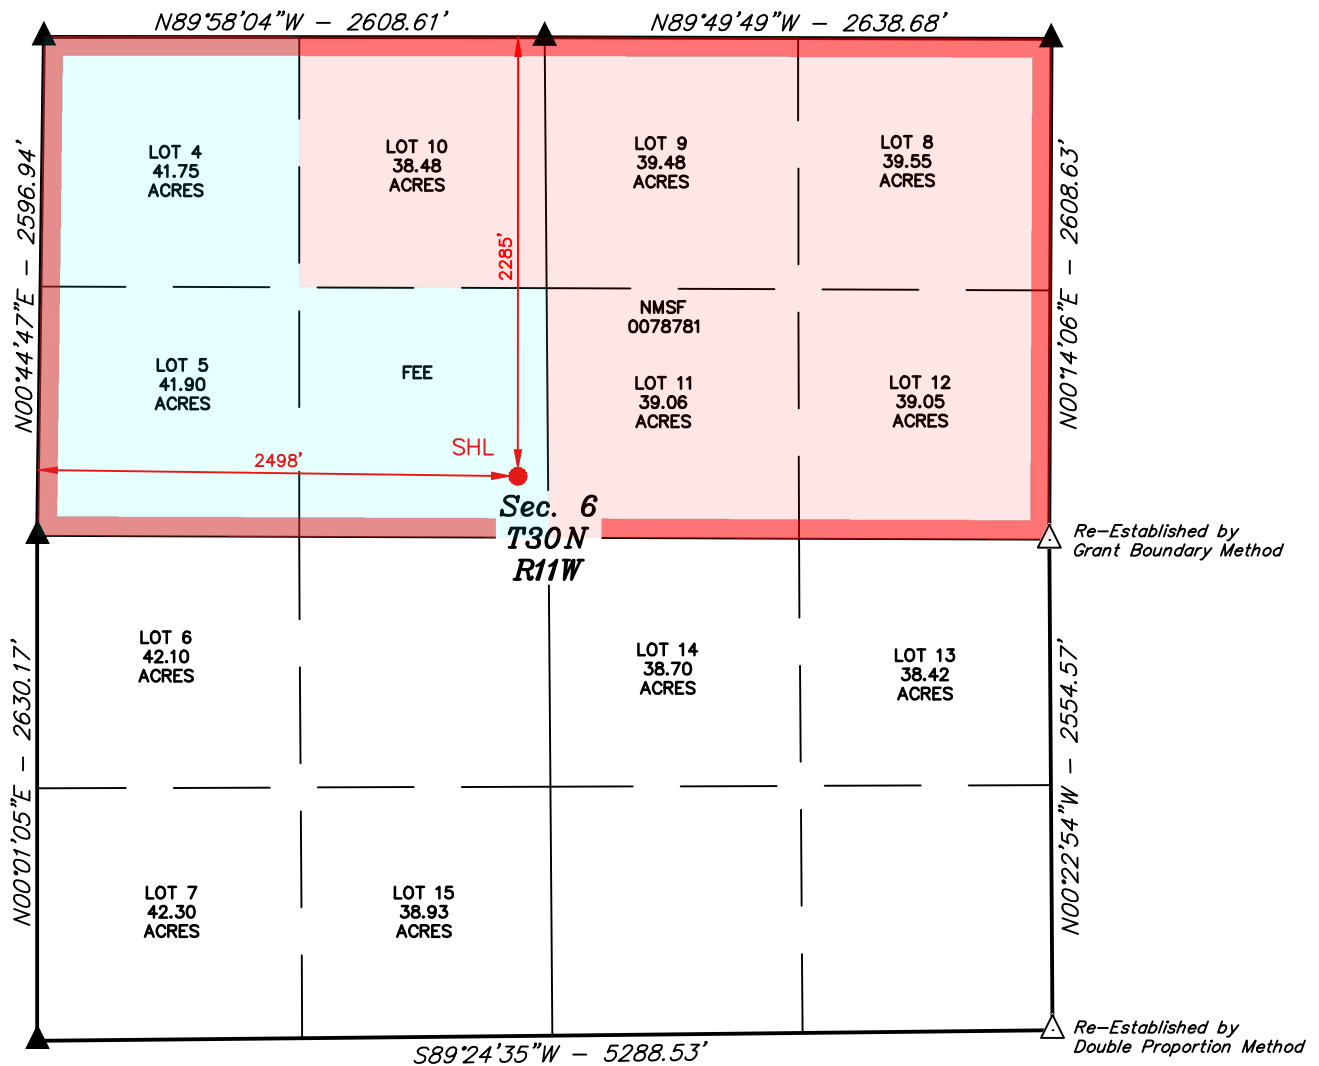 N89°58'04"W - 2608.61'
N89°49'49"W - 2638.68'
N00°44'47"E - 2596.94'
LOT 4
41.75
ACRES
LOT 10
38.48
ACRES
LOT 9
39.48
ACRES
LOT 8
39.55
ACRES
N00°14'06"E - 2608.63'
2285'
NMSF
0078781
LOT 5
41.90
ACRES
FEE
LOT 11
39.06
ACRES
LOT 12
39.05
ACRES
SHL
2498'
Sec. 6
T30N
R11W
Re-Established by
Grant Boundary Method
N00°01'05"E - 2630.17'
LOT 6
42.10
ACRES
LOT 14
38.70
ACRES
LOT 13
38.42
ACRES
N00°22'54"W - 2554.57'
LOT 7
42.30
ACRES
LOT 15
38.93
ACRES
S89°24'35"W - 5288.53'
Re-Established by
Double Proportion Method